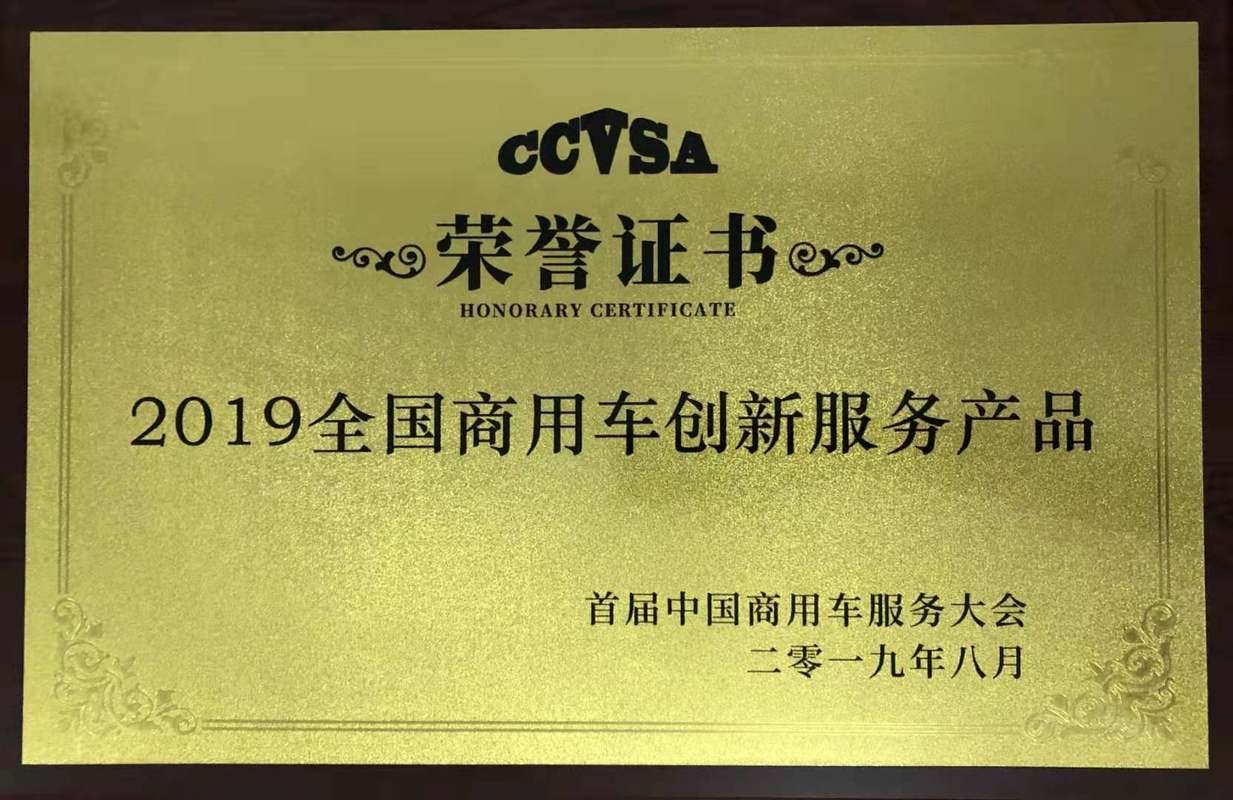 CCVSA
荣誉证书
HONORARY CERTIFICATE
2019全国商用车创新服务产品
首届中国商用车服务大会
二零一九年八月